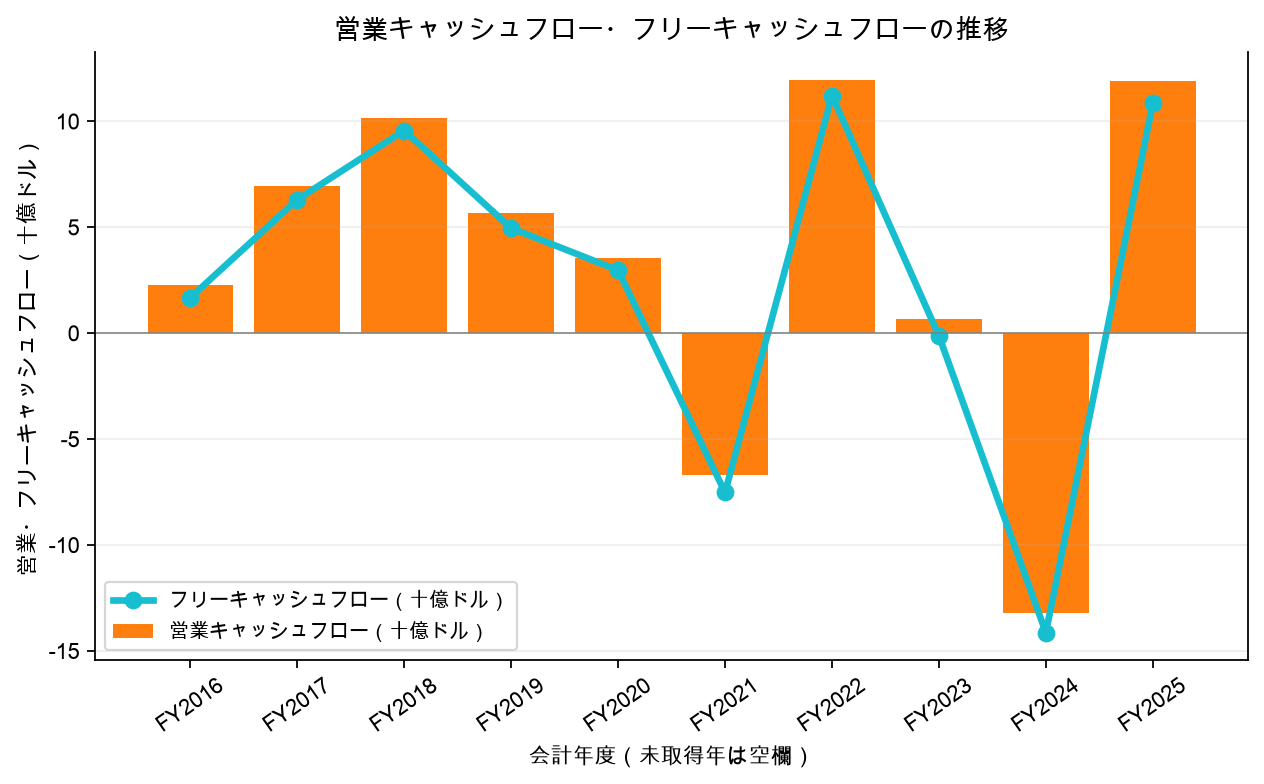 営業キャッシュフロー・フリーキャッシュフローの推移
営業・フリーキャッシュフロー(十億ドル)
10
5
0
-5
-10
-15
フリーキャッシュフロー(十億ドル)
営業キャッシュフロー(十億ドル)
FY2016
FY2017
FY2018
FY2019
FY2020
FY2021
FY2022
FY2023
FY2024
FY2025
会計年度(未取得年は空欄)